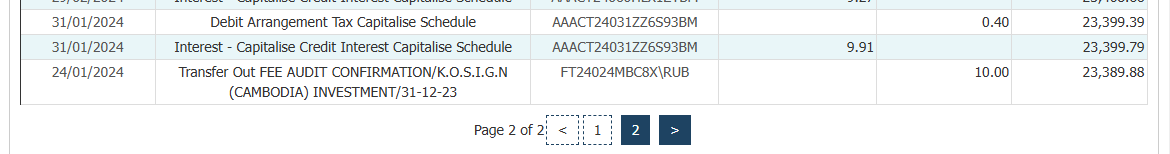 31/01/2024 Debit Arrangement Tax Capitalise Schedule AAACT24031ZZ6S93BM 0.40 23,399.39
31/01/2024 Interest - Capitalise Credit Interest Capitalise Schedule AAACT24031ZZ6S93BM 9.91 23,399.79
24/01/2024 Transfer Out FEE AUDIT CONFIRMATION/K.O.S.I.G.N FT24024MBC8X\RUB 10.00 23,389.88
(CAMBODIA) INVESTMENT/31-12-23
Page 2 of 2 < 1 2 >